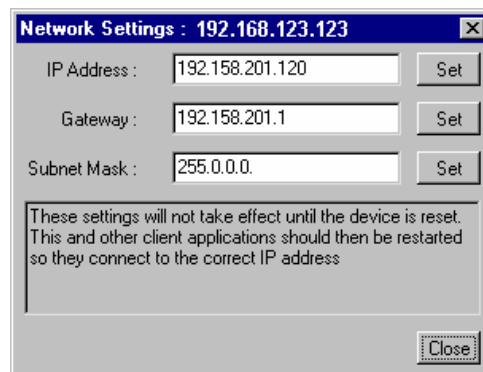 Network Settings : 192.168.123.123
IP Address : 192.158.201.120 Set
Gateway : 192.158.201.1 Set
Subnet Mask : 255.0.0.0. Set
These settings will not take effect until the device is reset.
This and other client applications should then be restarted
so they connect to the correct IP address
Close